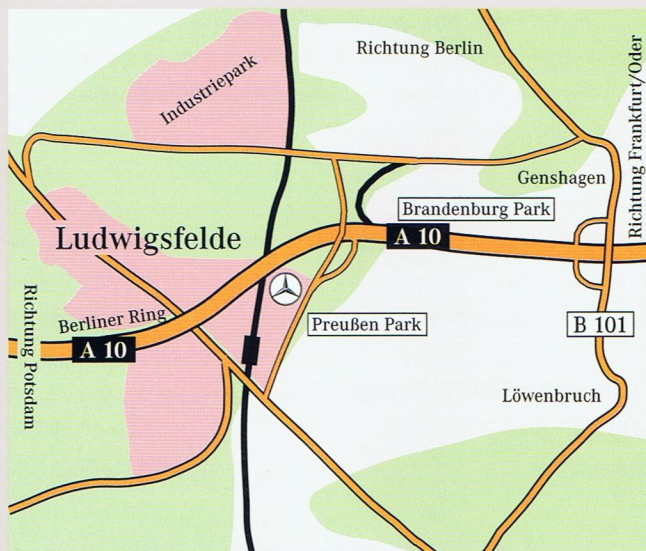 Richtung Berlin
Industriepark
Richtung Frankfurt/Oder
Genshagen
Brandenburg Park
Ludwigsfelde
A 10
Richtung Potsdam
Berliner Ring
A 10
Preußen Park
B 101
Löwenbruch